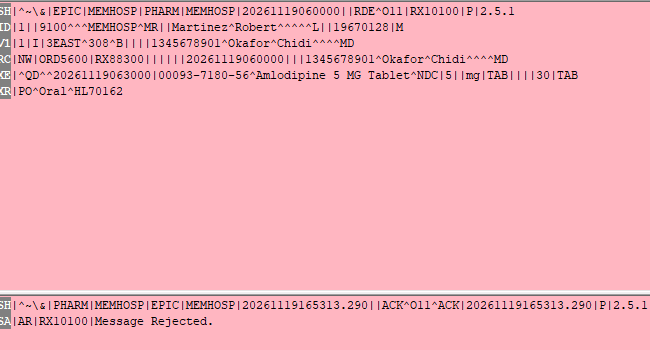 SH|^~\&|EPIC|MEMHOSP|PHARM|MEMHOSP|20261119060000||RDE^O11|RX10100|P|2.5.1
ID|1||9100^^^MEMHOSP^MR||Martinez^Robert^^^^^L||19670128|M
V1|1|I|3EAST^308^B||||1345678901^Okafor^Chidi^^^^MD
RC|NW|ORD5600|RX88300||||||20261119060000|||1345678901^Okafor^Chidi^^^^MD
XE|^QD^^20261119063000|00093-7180-56^Amlodipine 5 MG Tablet^NDC|5||mg|TAB||||30|TAB
XR|PO^Oral^HL70162
SH|^~\&|PHARM|MEMHOSP|EPIC|MEMHOSP|20261119165313.290||ACK^O11^ACK|20261119165313.290|P|2.5.1
SA|AR|RX10100|Message Rejected.